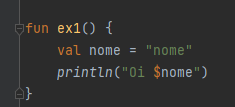 fun ex1() {
    val nome = "nome"
    println("Oi $nome")
}